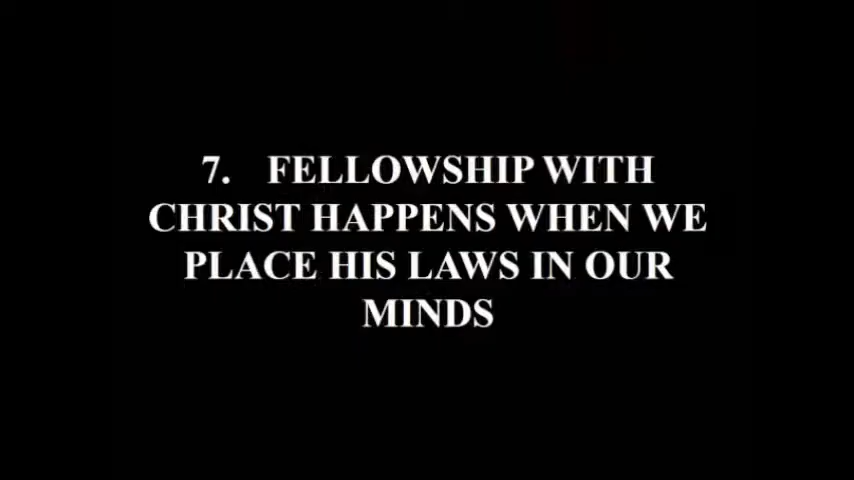 7. FELLOWSHIP WITH
CHRIST HAPPENS WHEN WE
PLACE HIS LAWS IN OUR
MINDS